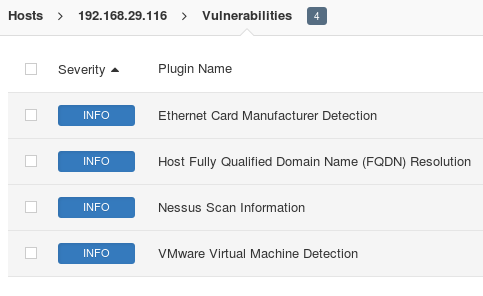 Hosts > 192.168.29.116 > Vulnerabilities 4
Severity Plugin Name
INFO Ethernet Card Manufacturer Detection
INFO Host Fully Qualified Domain Name (FQDN) Resolution
INFO Nessus Scan Information
INFO VMware Virtual Machine Detection